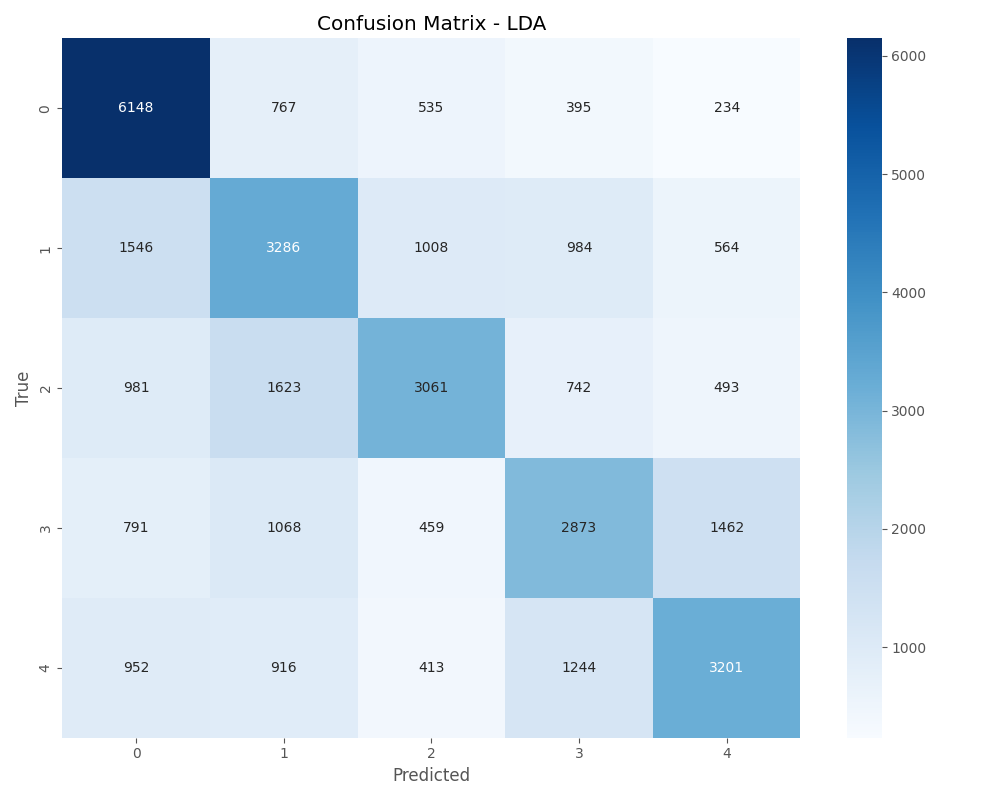 Confusion Matrix - LDA
0 6148 767 535 395 234
1 1546 3286 1008 984 564
2 981 1623 3061 742 493
3 791 1068 459 2873 1462
4 952 916 413 1244 3201
0 1 2 3 4
True
Predicted
6000
5000
4000
3000
2000
1000